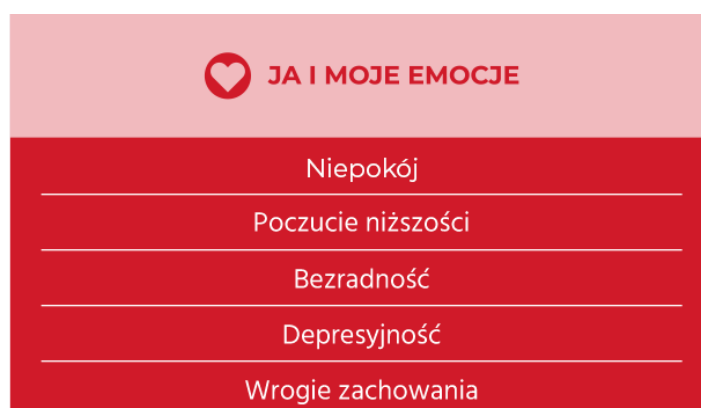 JA I MOJE EMOCJE
Niepokój
Poczucie niższości
Bezradność
Depresyjność
Wrogie zachowania